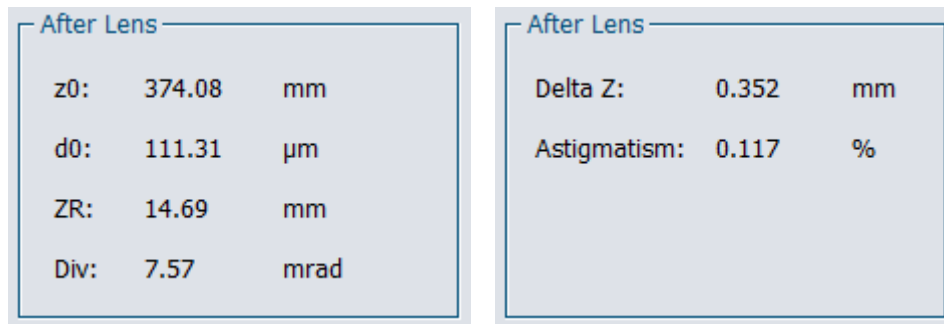 After Lens
z0: 374.08 mm
d0: 111.31 µm
ZR: 14.69 mm
Div: 7.57 mrad
After Lens
Delta Z: 0.352 mm
Astigmatism: 0.117 %